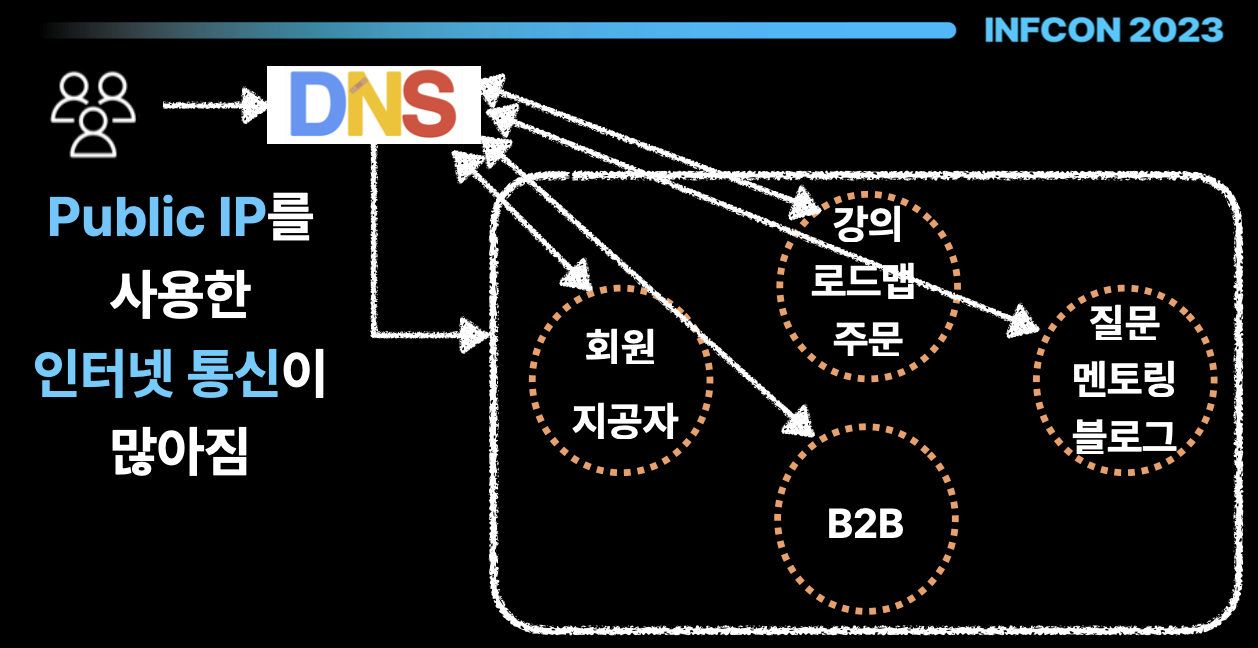 INFCON 2023
DNS
Public IP를
사용한
인터넷 통신이
많아짐
강의
로드맵
주문
회원
지공자
질문
멘토링
블로그
B2B